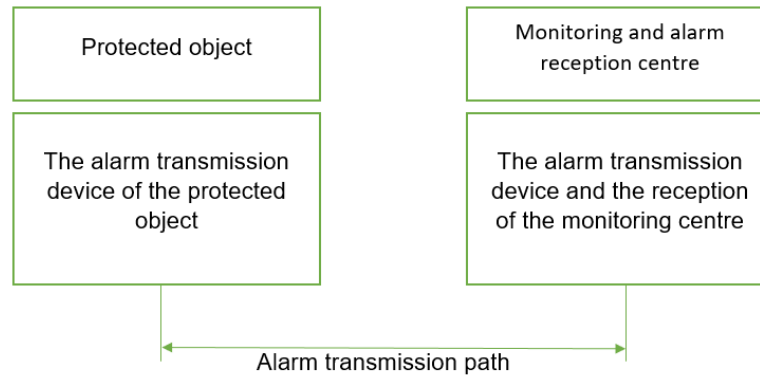 Protected object
Monitoring and alarm
reception centre
The alarm transmission
device of the protected
object
The alarm transmission
device and the reception
of the monitoring centre
Alarm transmission path